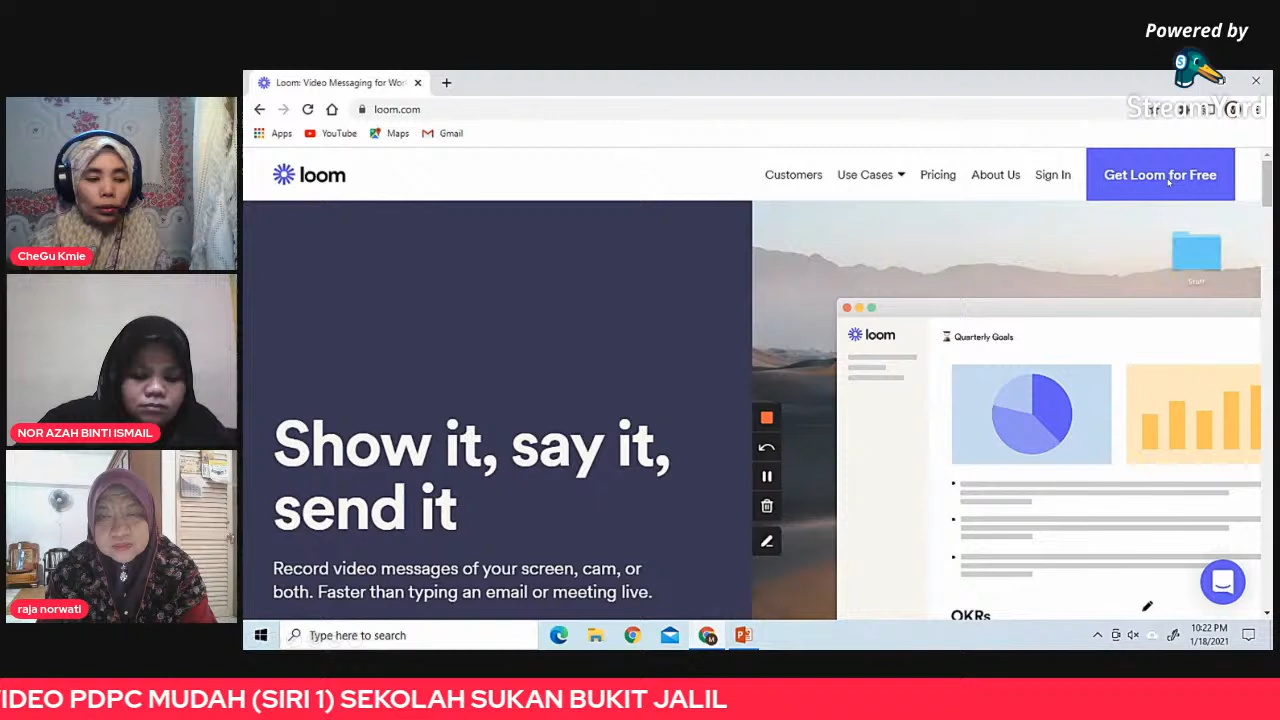 Powered by
StreamYard
Loom: Video Messaging for Wor
loom.com
Apps YouTube Maps Gmail
loom
Customers Use Cases Pricing About Us Sign In Get Loom for Free
Stuff
loom
Quarterly Goals
Show it, say it,
send it
Record video messages of your screen, cam, or
both. Faster than typing an email or meeting live.
OKRs
CheGu Kmie
NOR AZAH BINTI ISMAIL
raja norwati
Type here to search
10:22 PM
1/18/2021
VIDEO PDPC MUDAH (SIRI 1) SEKOLAH SUKAN BUKIT JALIL